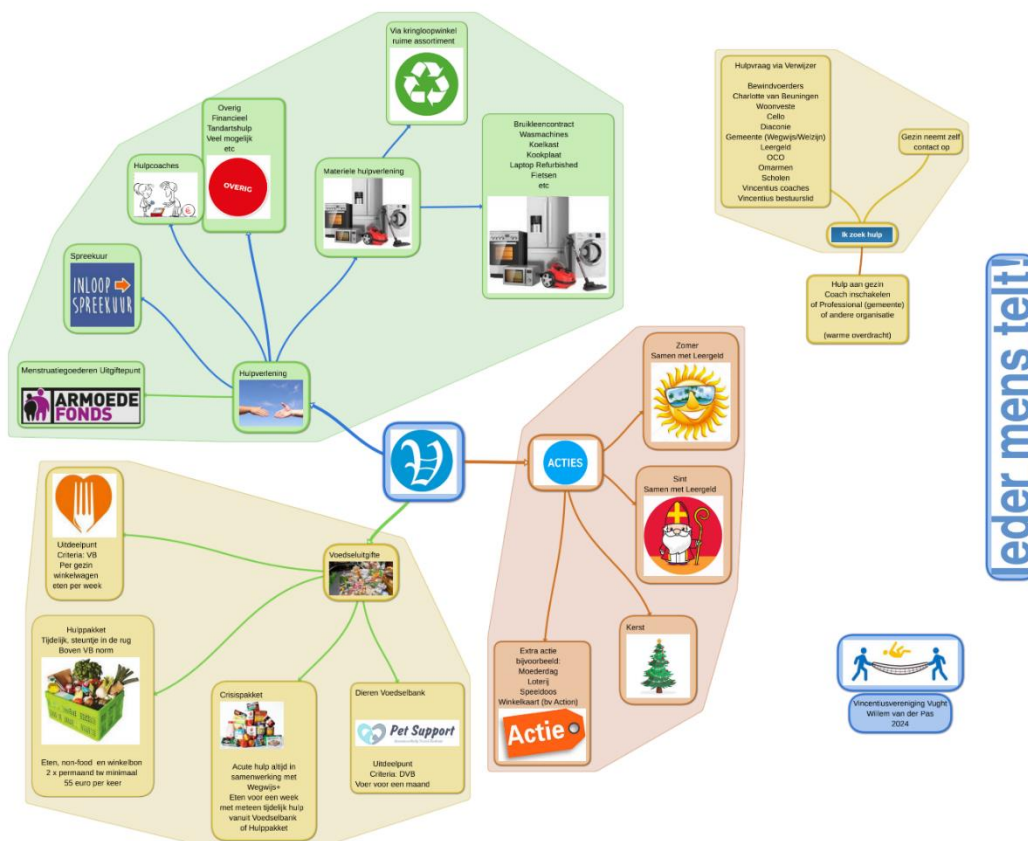 Via kringloopwinkel
ruime assortiment
Overig
Financieel
Tandartshulp
Veel mogelijk
etc
OVERIG
Hulpcoaches
Materiele hulpverlening
Bruikleencontract
Wasmachines
Koelkast
Kookplaat
Laptop Refurbished
Fietsen
etc
Spreekuur
INLOOP
SPREEKUUR
Menstruatiegoederen Uitgiftepunt
ARMOEDE
FONDS
Hulpverlening
Hulpvraag via Verwijzer
Bewindvoerders
Charlotte van Beuningen
Woonveste
Cello
Diaconie
Gemeente (Wegwijs/Welzijn)
Leergeld
OCO
Omarmen
Scholen
Vincentius coaches
Vincentius bestuurslid
Gezin neemt zelf
contact op
Ik zoek hulp
Hulp aan gezin
Coach inschakelen
of Professional (gemeente)
of andere organisatie
(warme overdracht)
Ieder mens telt!
V
ACTIES
Zomer
Samen met Leergeld
Sint
Samen met Leergeld
Kerst
Extra actie
bijvoorbeeld:
Moederdag
Loterij
Speeldoos
Winkelkaart (bv Action)
Actie
Voedseluitgifte
Uitdeelpunt
Criteria: VB
Per gezin
winkelwagen
eten per week
Hulppakket
Tijdelijk, steuntje in de rug
Boven VB norm
Eten, non-food en winkelbon
2 x permaand tw minimaal
55 euro per keer
Crisispakket
Acute hulp altijd in
samenwerking met
Wegwijs+
Eten voor een week
met meteen tijdelijk hulp
vanuit Voedselbank
of Hulppakket
Dieren Voedselbank
Pet Support
Uitdeelpunt
Criteria: DVB
Voer voor een maand
Vincentiusvereniging Vught
Willem van der Pas
2024